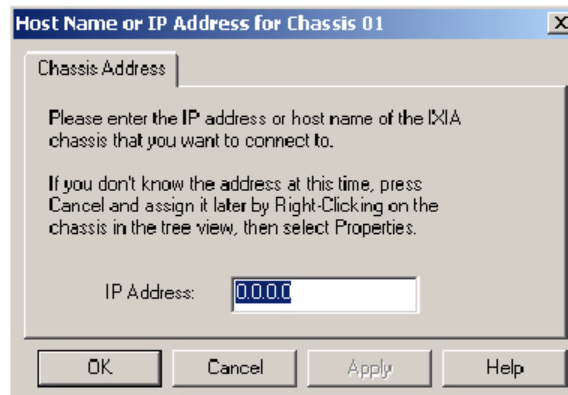 Host Name or IP Address for Chassis 01
Chassis Address
Please enter the IP address or host name of the IXIA
chassis that you want to connect to.
If you don't know the address at this time, press
Cancel and assign it later by Right-Clicking on the
chassis in the tree view, then select Properties.
IP Address: 0.0.0.0
OK Cancel Apply Help